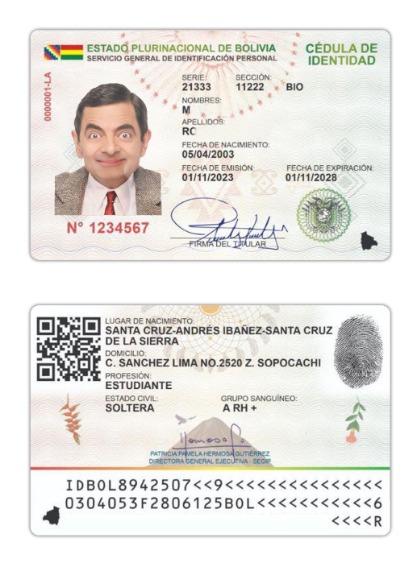 ESTADO PLURINACIONAL DE BOLIVIA
SERVICIO GENERAL DE IDENTIFICACIÓN PERSONAL
CÉDULA DE
IDENTIDAD
0000001-LA
SERIE: SECCIÓN:
21333 11222 BIO
NOMBRES:
M
APELLIDOS:
RC
FECHA DE NACIMIENTO:
05/04/2003
FECHA DE EMISIÓN: FECHA DE EXPIRACIÓN:
01/11/2023 01/11/2028
N° 1234567
FIRMA DEL TITULAR
LUGAR DE NACIMIENTO
SANTA CRUZ-ANDRÉS IBAÑEZ-SANTA CRUZ
DE LA SIERRA
DOMICILIO:
C. SANCHEZ LIMA NO.2520 Z. SOPOCACHI
PROFESIÓN:
ESTUDIANTE
ESTADO CIVIL: GRUPO SANGUÍNEO:
SOLTERA A RH +
PATRICIA PAMELA HERMOSA GUTIÉRREZ
DIRECTORA GENERAL EJECUTIVA - SEGIP
IDBOL8942507<<9<<<<<<<<<<<<<<<
0304053F2806125BOL<<<<<<<<<<<6
<<<<R